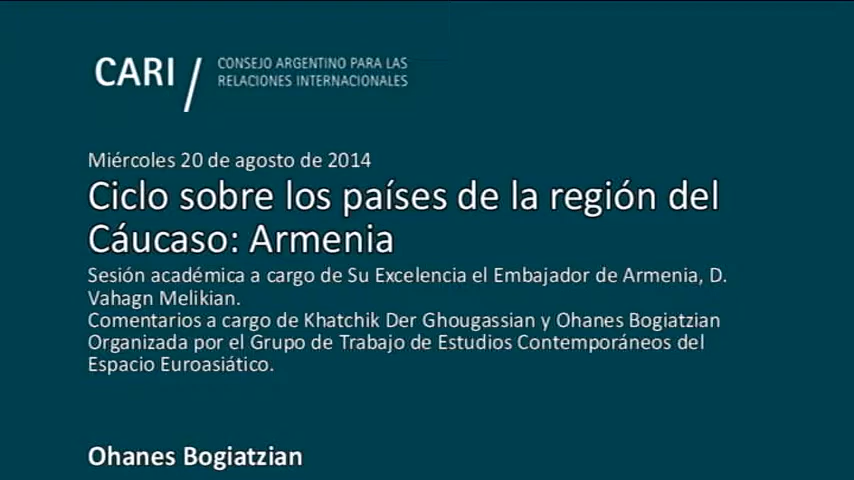 CARI / CONSEJO ARGENTINO PARA LAS
RELACIONES INTERNACIONALES
Miércoles 20 de agosto de 2014
Ciclo sobre los países de la región del
Cáucaso: Armenia
Sesión académica a cargo de Su Excelencia el Embajador de Armenia, D.
Vahagn Melikian.
Comentarios a cargo de Khatchik Der Ghougassian y Ohanes Bogiatzian
Organizada por el Grupo de Trabajo de Estudios Contemporáneos del
Espacio Euroasiático.
Ohanes Bogiatzian